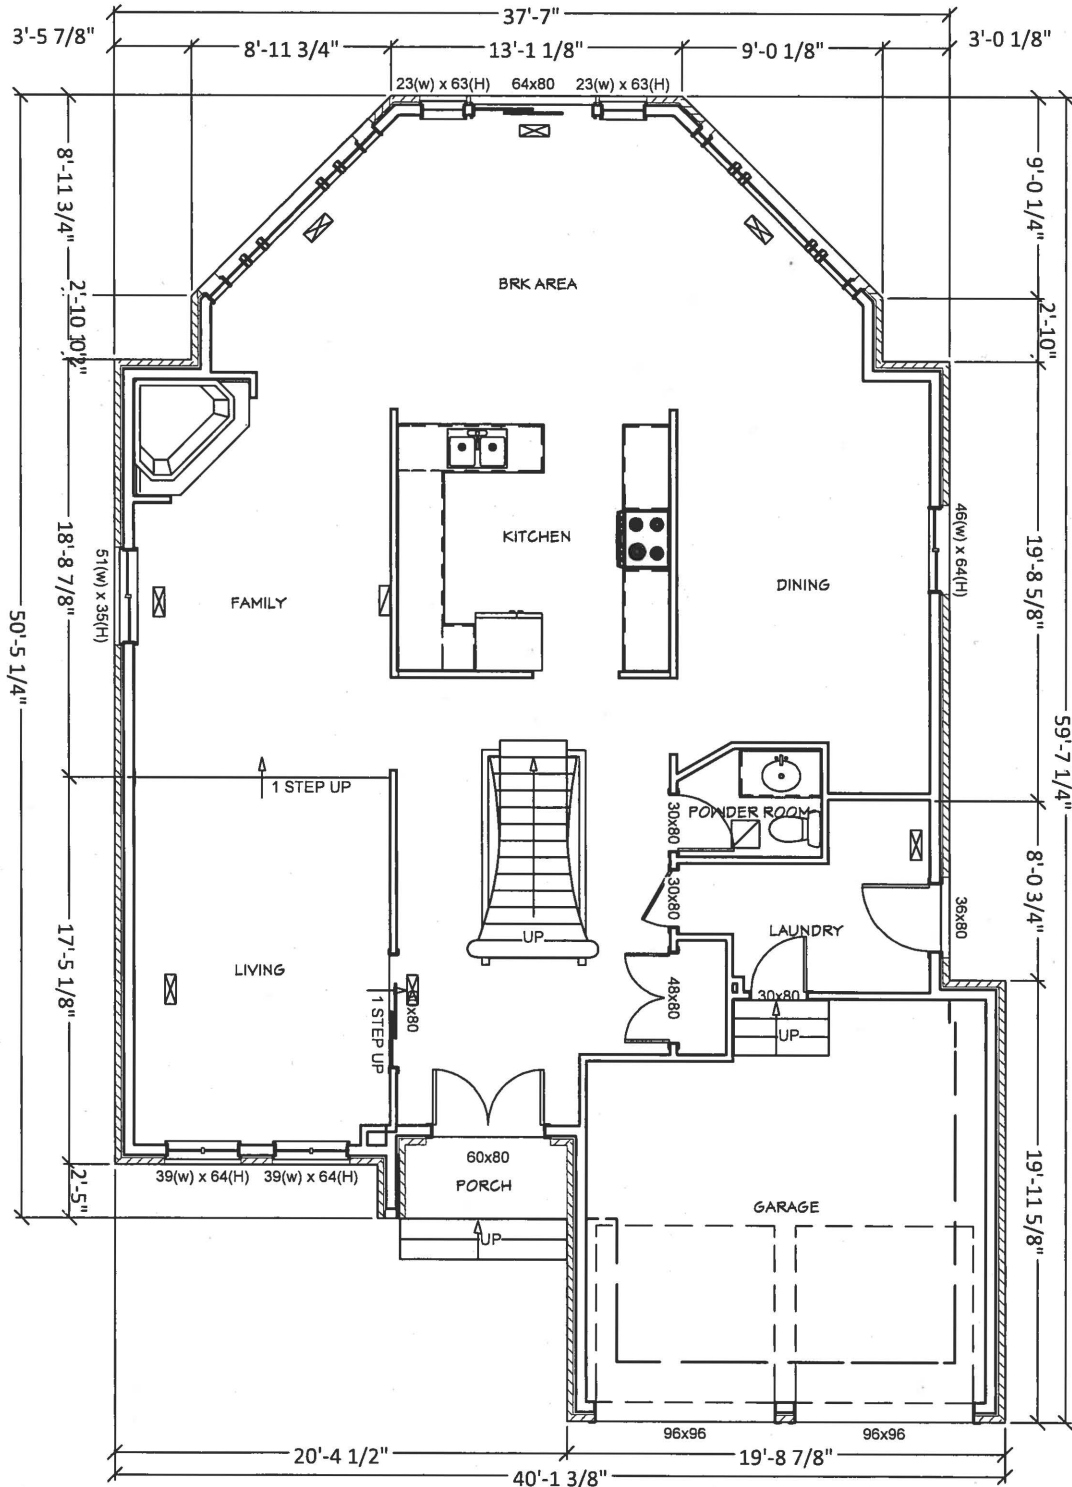 37'-7"
3'-5 7/8"
8'-11 3/4"
13'-1 1/8"
9'-0 1/8"
3'-0 1/8"
23(W) x 63(H)
64x80
23(W) x 63(H)
8'-11 3/4"
9'-0 1/4"
BRK AREA
2'-10
2'-10"
KITCHEN
46(W) x 64(H)
18'-8 7/8"
51(W) x 35(H)
19'-8 5/8"
FAMILY
DINING
50'-5 1/4"
59'-7 1/4"
1 STEP UP
30x80
POWDER ROOM
30x80
8'-0 3/4"
36x80
UP
LAUNDRY
17'-5 1/8"
LIVING
1 STEP UP
48x80
30x80
UP
2'-5"
39(W) x 64(H)
39(W) x 64(H)
60x80
PORCH
UP
GARAGE
19'-11 5/8"
96x96
96x96
20'-4 1/2"
19'-8 7/8"
40'-1 3/8"